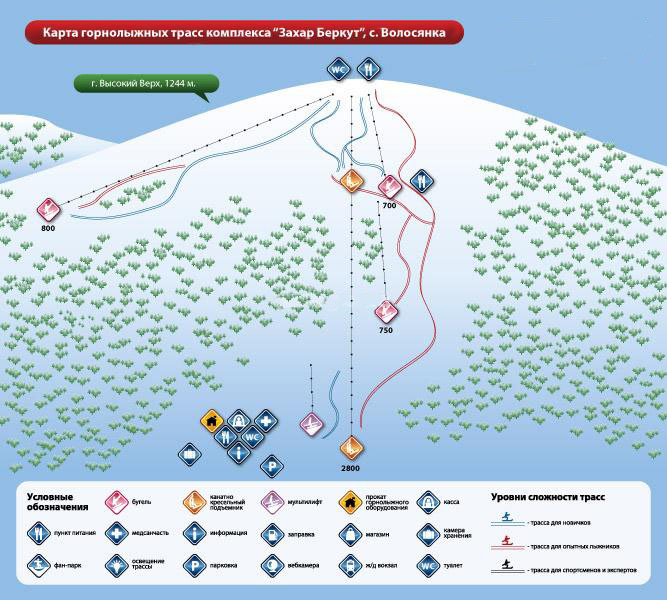 Карта горнолыжных трасс комплекса "Захар Беркут", с. Волосянка
г. Высокий Верх, 1244 м.
WC
800
700
750
2800
WC
i
P
Условные
обозначения
бугель
канатно
кресельный
подъемник
мультилифт
прокат
горнолыжного
оборудования
касса
пункт питания
медсанчасть
i
информация
заправка
магазин
камера
хранения
фан-парк
освещение
трассы
P
парковка
вебкамера
ж/д вокзал
WC
туалет
Уровни сложности трасс
- трасса для новичков
- трасса для опытных лыжников
- трасса для спортсменов и экспертов